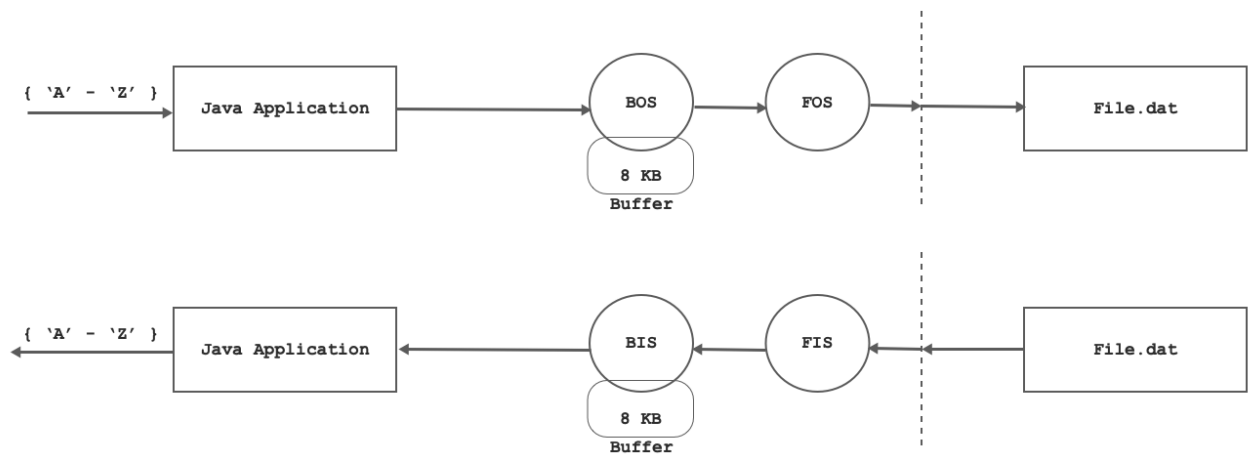 { ‘A’ - ‘Z’ }
Java Application
BOS
FOS
File.dat
8 KB
Buffer
{ ‘A’ - ‘Z’ }
Java Application
BIS
FIS
File.dat
8 KB
Buffer